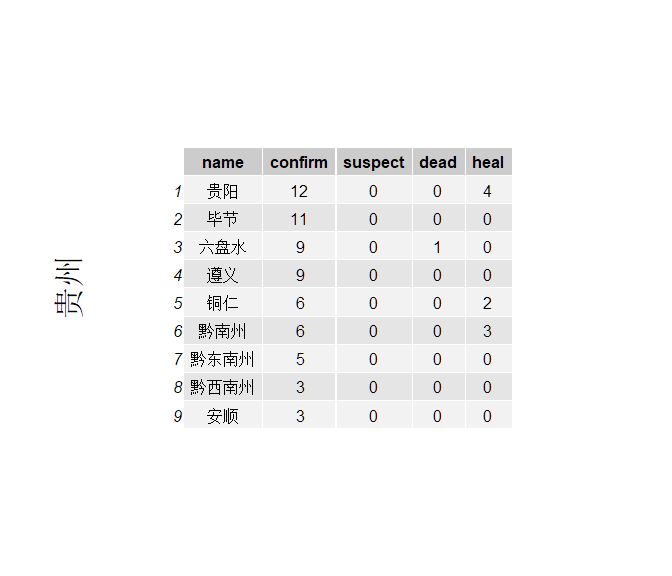 贵州
name confirm suspect dead heal
1 贵阳 12 0 0 4
2 毕节 11 0 0 0
3 六盘水 9 0 1 0
4 遵义 9 0 0 0
5 铜仁 6 0 0 2
6 黔南州 6 0 0 3
7 黔东南州 5 0 0 0
8 黔西南州 3 0 0 0
9 安顺 3 0 0 0